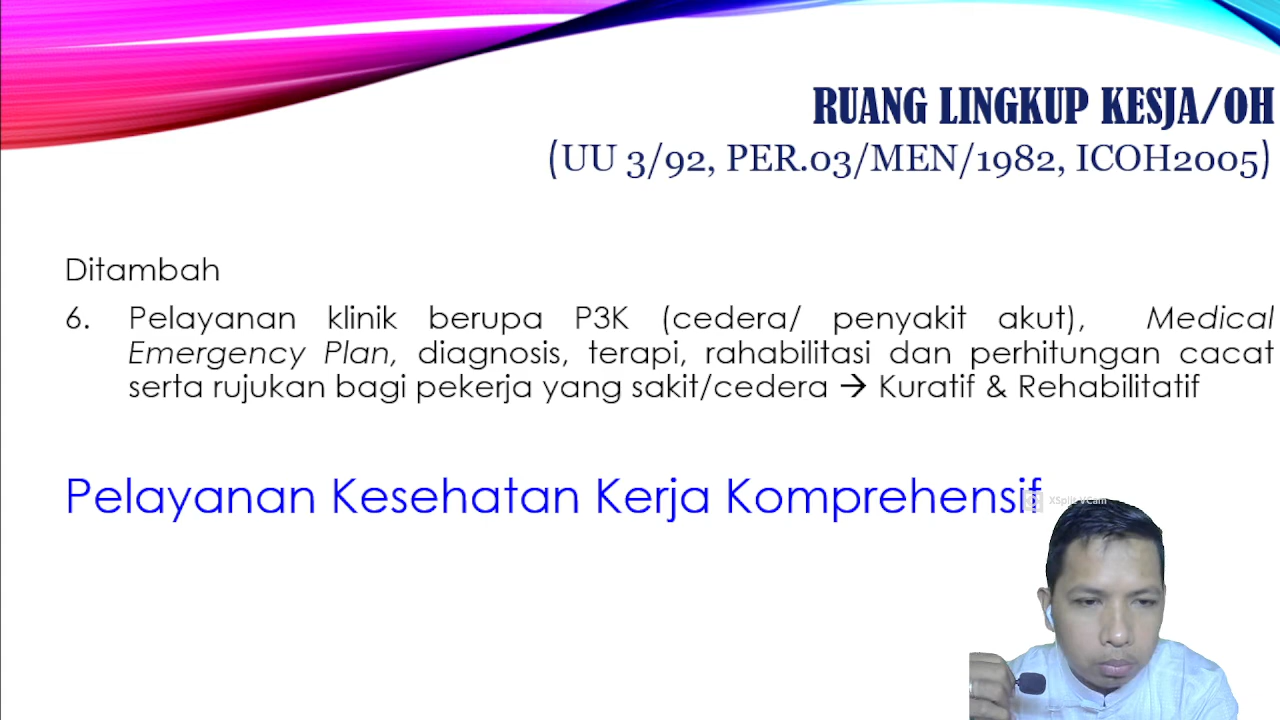 RUANG LINGKUP KESJA/OH
(UU 3/92, PER.03/MEN/1982, ICOH2005)
Ditambah
6. Pelayanan klinik berupa P3K (cedera/ penyakit akut), Medical
Emergency Plan, diagnosis, terapi, rahabilitasi dan perhitungan cacat
serta rujukan bagi pekerja yang sakit/cedera → Kuratif & Rehabilitatif
Pelayanan Kesehatan Kerja Komprehensif
XSplit VCam